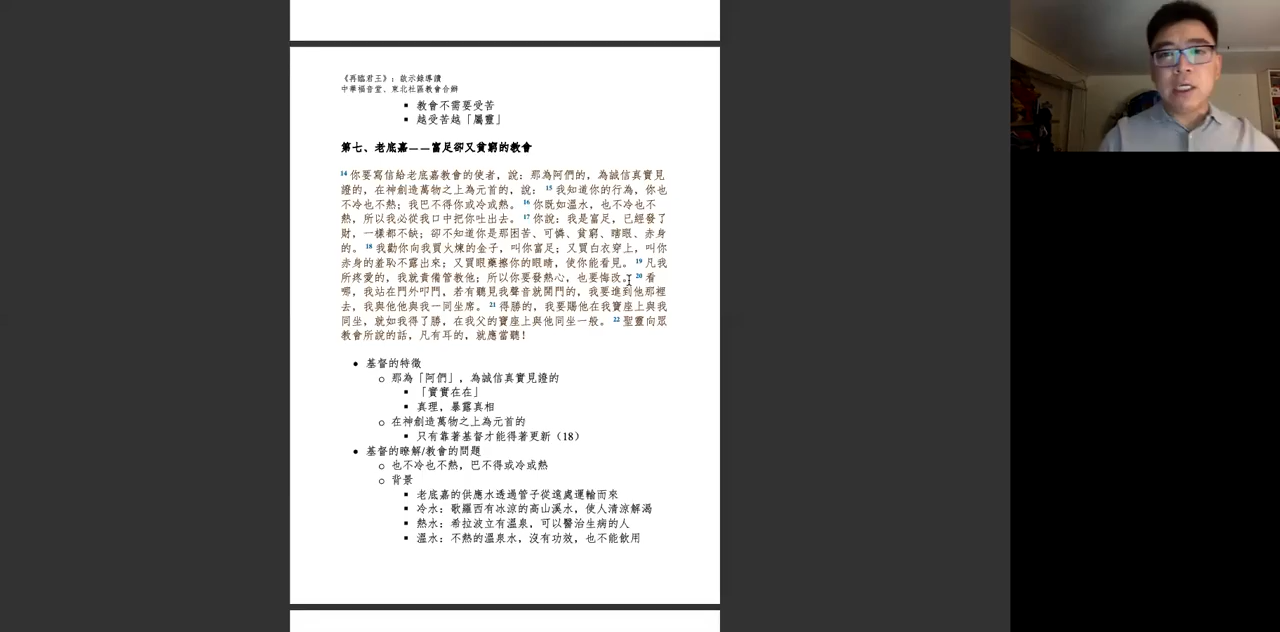 《再臨君王》：啟示錄導讀
中華福音堂、東北社區教會合辦
▪ 教會不需要受苦
▪ 越受苦越「屬靈」
第七、老底嘉——富足卻又貧窮的教會
14 你要寫信給老底嘉教會的使者，說：那為阿們的，為誠信真實見
證的，在神創造萬物之上為元首的，說： 15 我知道你的行為，你也
不冷也不熱；我巴不得你或冷或熱。 16 你既如溫水，也不冷也不
熱，所以我必從我口中把你吐出去。 17 你說：我是富足，已經發了
財，一樣都不缺；卻不知道你是那困苦、可憐、貧窮、瞎眼、赤身
的。 18 我勸你向我買火煉的金子，叫你富足；又買白衣穿上，叫你
赤身的羞恥不露出來；又買眼藥擦你的眼睛，使你能看見。 19 凡我
所疼愛的，我就責備管教他；所以你要發熱心，也要悔改。 20 看
哪，我站在門外叩門，若有聽見我聲音就開門的，我要進到他那裡
去，我與他他與我一同坐席。 21 得勝的，我要賜他在我寶座上與我
同坐，就如我得了勝，在我父的寶座上與他同坐一般。 22 聖靈向眾
教會所說的話，凡有耳的，就應當聽！
• 基督的特徵
o 那為「阿們」，為誠信真實見證的
▪ 「實實在在」
▪ 真理，暴露真相
o 在神創造萬物之上為元首的
▪ 只有靠著基督才能得著更新（18）
• 基督的瞭解/教會的問題
o 也不冷也不熱，巴不得或冷或熱
o 背景
▪ 老底嘉的供應水透過管子從遠處運輸而來
▪ 冷水：歌羅西有冰涼的高山溪水，使人清涼解渴
▪ 熱水：希拉波立有溫泉，可以醫治生病的人
▪ 溫水：不熱的溫泉水，沒有功效，也不能飲用